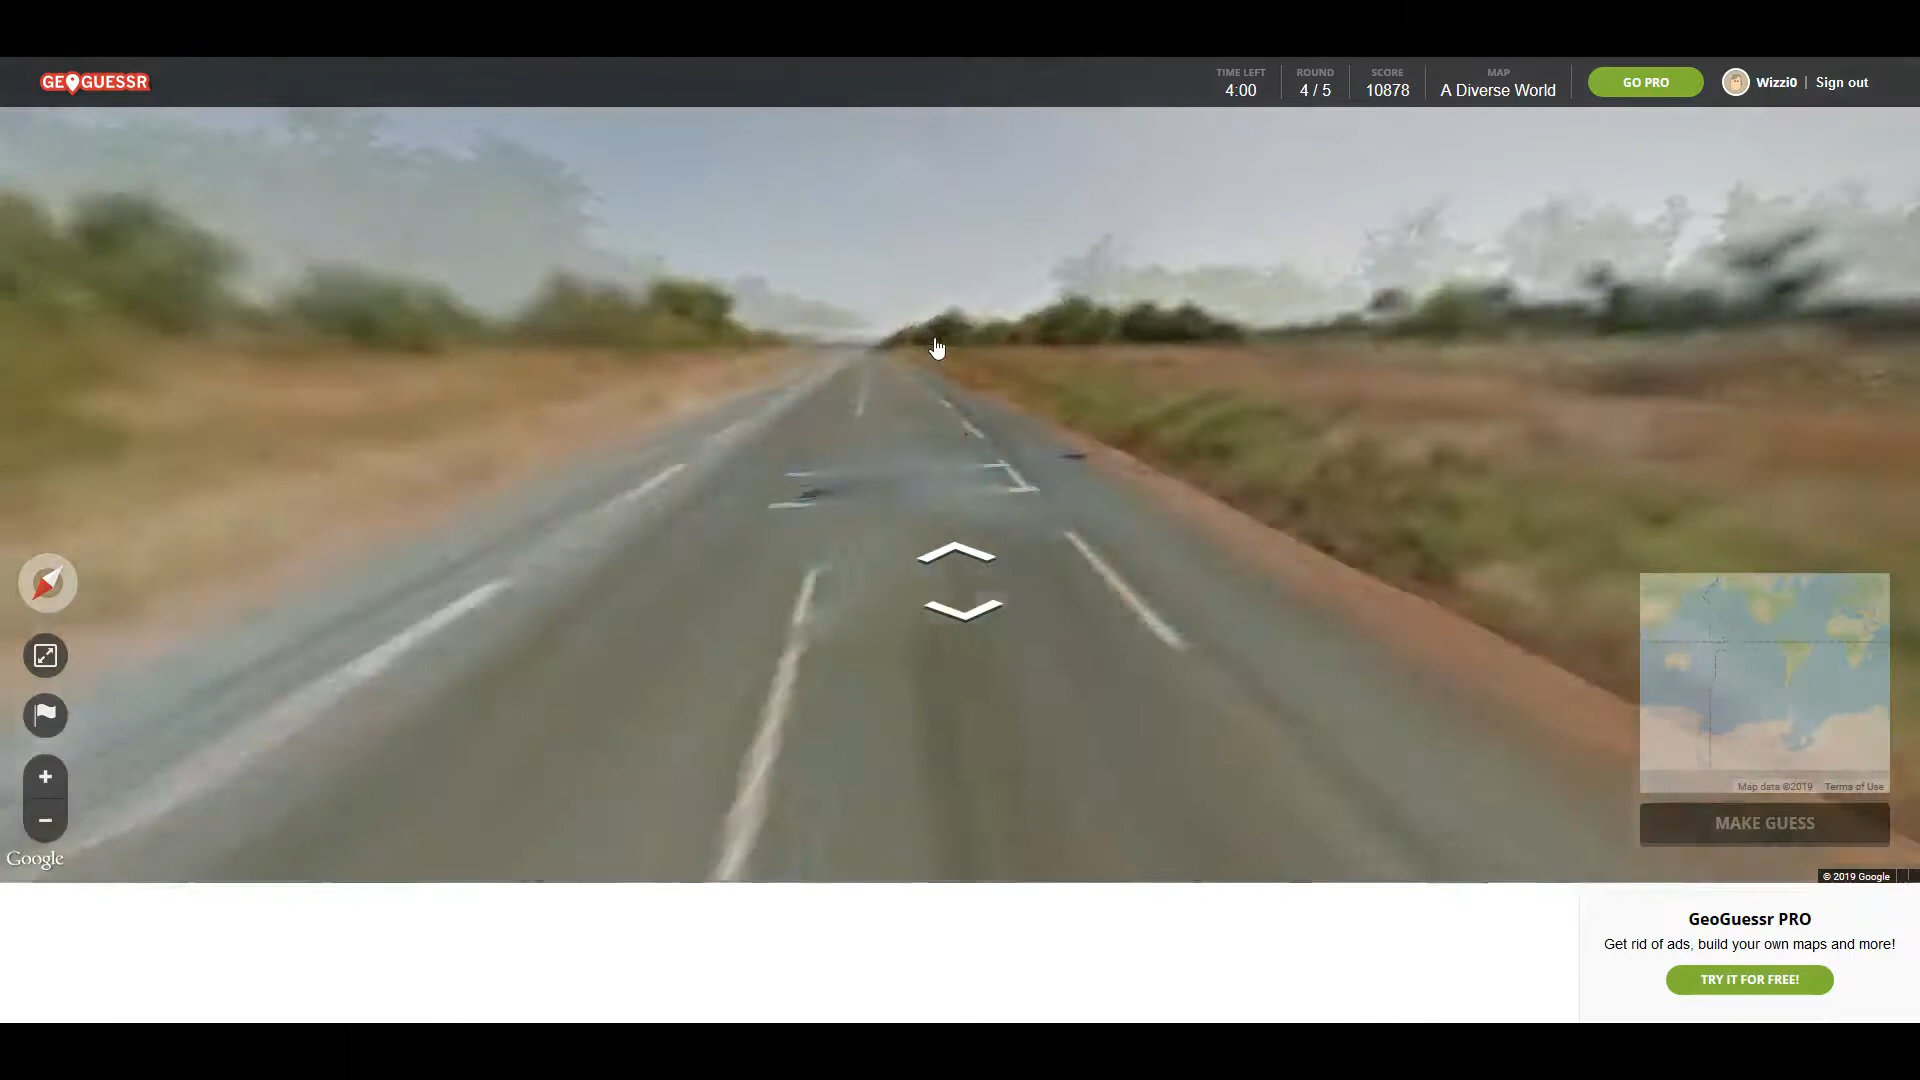 GEOGUESSR
TIME LEFT
4:00
ROUND
4 / 5
SCORE
10878
MAP
A Diverse World
GO PRO
Wizzi0 | Sign out
Map data ©2019 Terms of Use
MAKE GUESS
Google
© 2019 Google
GeoGuessr PRO
Get rid of ads, build your own maps and more!
TRY IT FOR FREE!